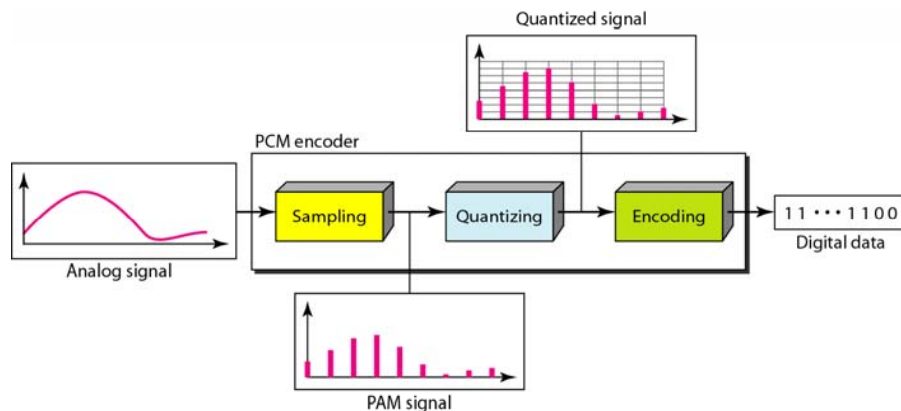 Quantized signal
PCM encoder
Sampling
Quantizing
Encoding
11 ••• 1100
Digital data
Analog signal
PAM signal